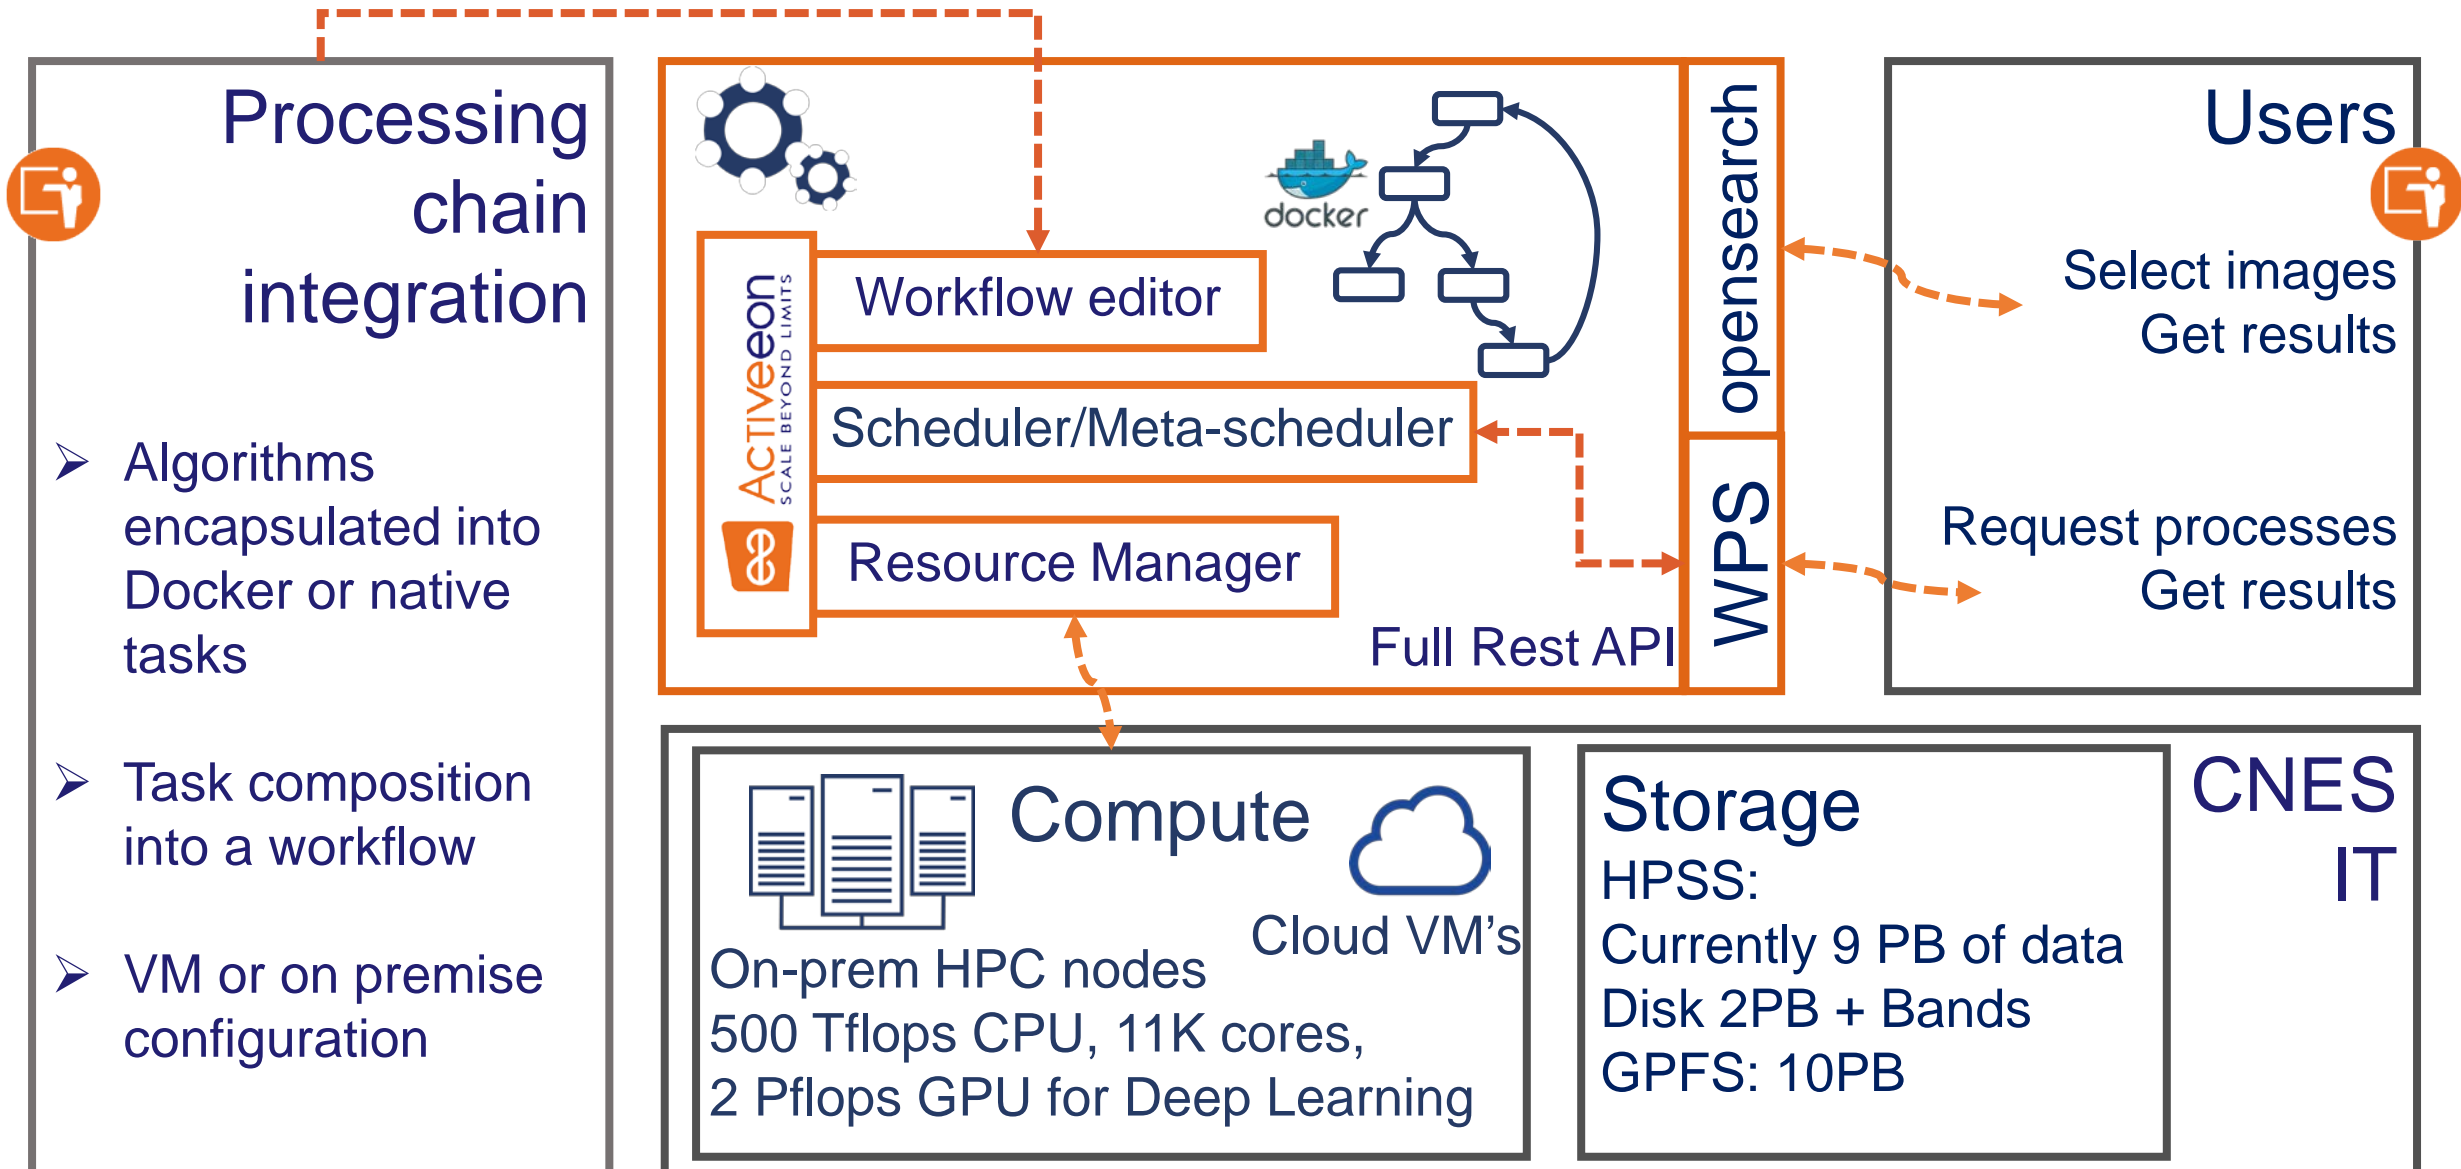 Processing
chain
integration
➢ Algorithms
encapsulated into
Docker or native
tasks
➢ Task composition
into a workflow
➢ VM or on premise
configuration
docker
ACTIVeeon
SCALE BEYOND LIMITS
Workflow editor
Scheduler/Meta-scheduler
Resource Manager
Full Rest API
opensearch
WPS
Users
Select images
Get results
Request processes
Get results
Compute
Cloud VM’s
On-prem HPC nodes
500 Tflops CPU, 11K cores,
2 Pflops GPU for Deep Learning
Storage
HPSS:
Currently 9 PB of data
Disk 2PB + Bands
GPFS: 10PB
CNES
IT